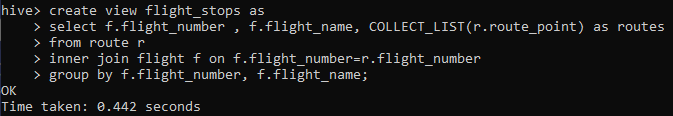 hive> create view flight_stops as
    > select f.flight_number , f.flight_name, COLLECT_LIST(r.route_point) as routes
    > from route r
    > inner join flight f on f.flight_number=r.flight_number
    > group by f.flight_number, f.flight_name;
OK
Time taken: 0.442 seconds